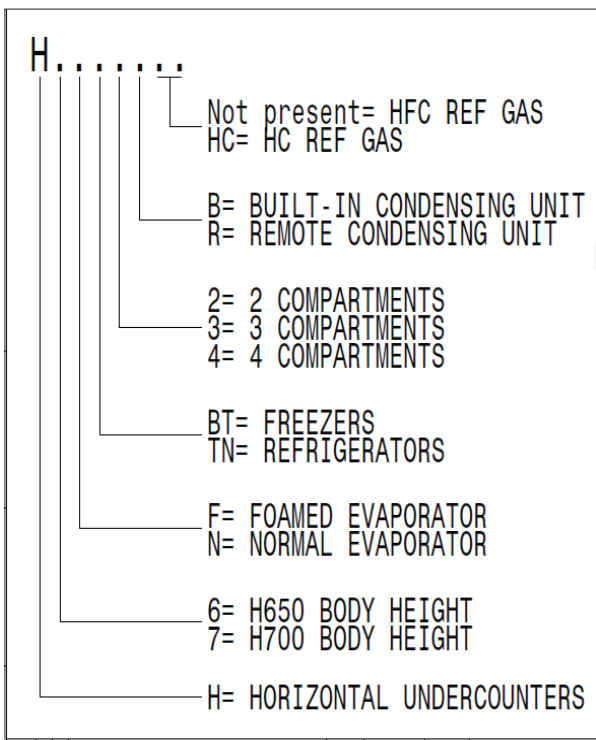 H.......
Not present= HFC REF GAS
HC= HC REF GAS
B= BUILT-IN CONDENSING UNIT
R= REMOTE CONDENSING UNIT
2= 2 COMPARTMENTS
3= 3 COMPARTMENTS
4= 4 COMPARTMENTS
BT= FREEZERS
TN= REFRIGERATORS
F= FOAMED EVAPORATOR
N= NORMAL EVAPORATOR
6= H650 BODY HEIGHT
7= H700 BODY HEIGHT
H= HORIZONTAL UNDERCOUNTERS